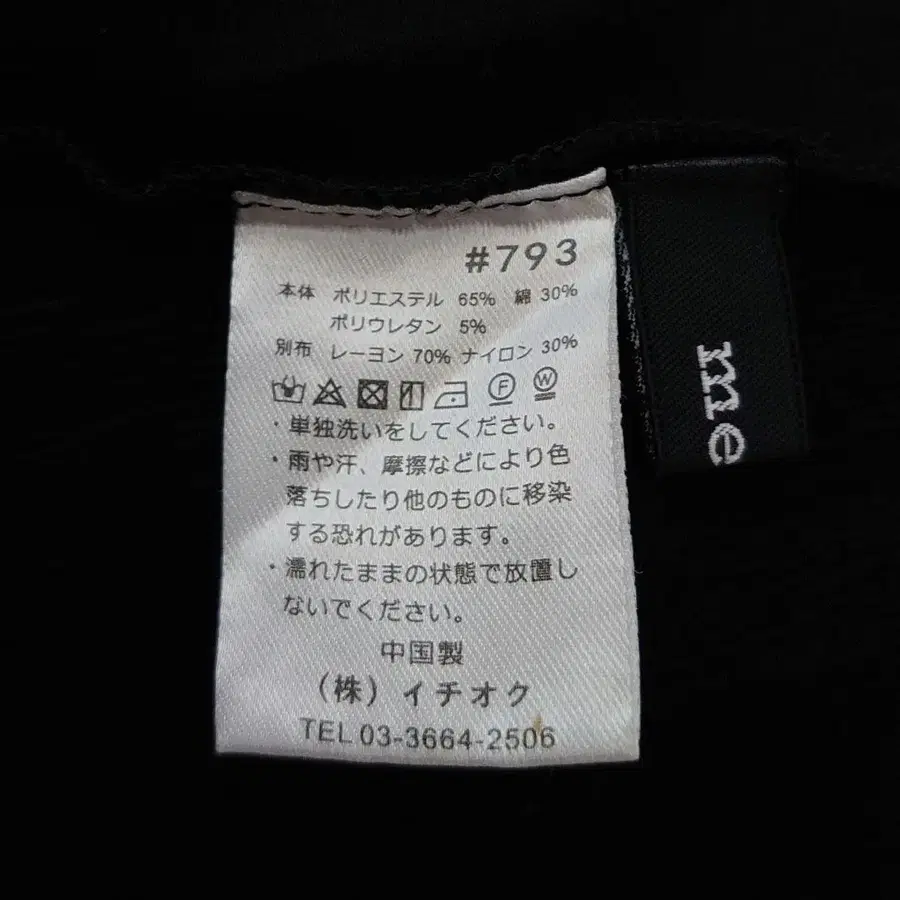 #793
本体 ポリエステル 65% 綿 30%
ポリウレタン 5%
別布 レーヨン 70% ナイロン 30%
F W
・単独洗いをしてください。
・雨や汗、摩擦などにより色
落ちしたり他のものに移染
する恐れがあります。
・濡れたままの状態で放置し
ないでください。
中国製
(株)イチオク
TEL 03-3664-2506
me